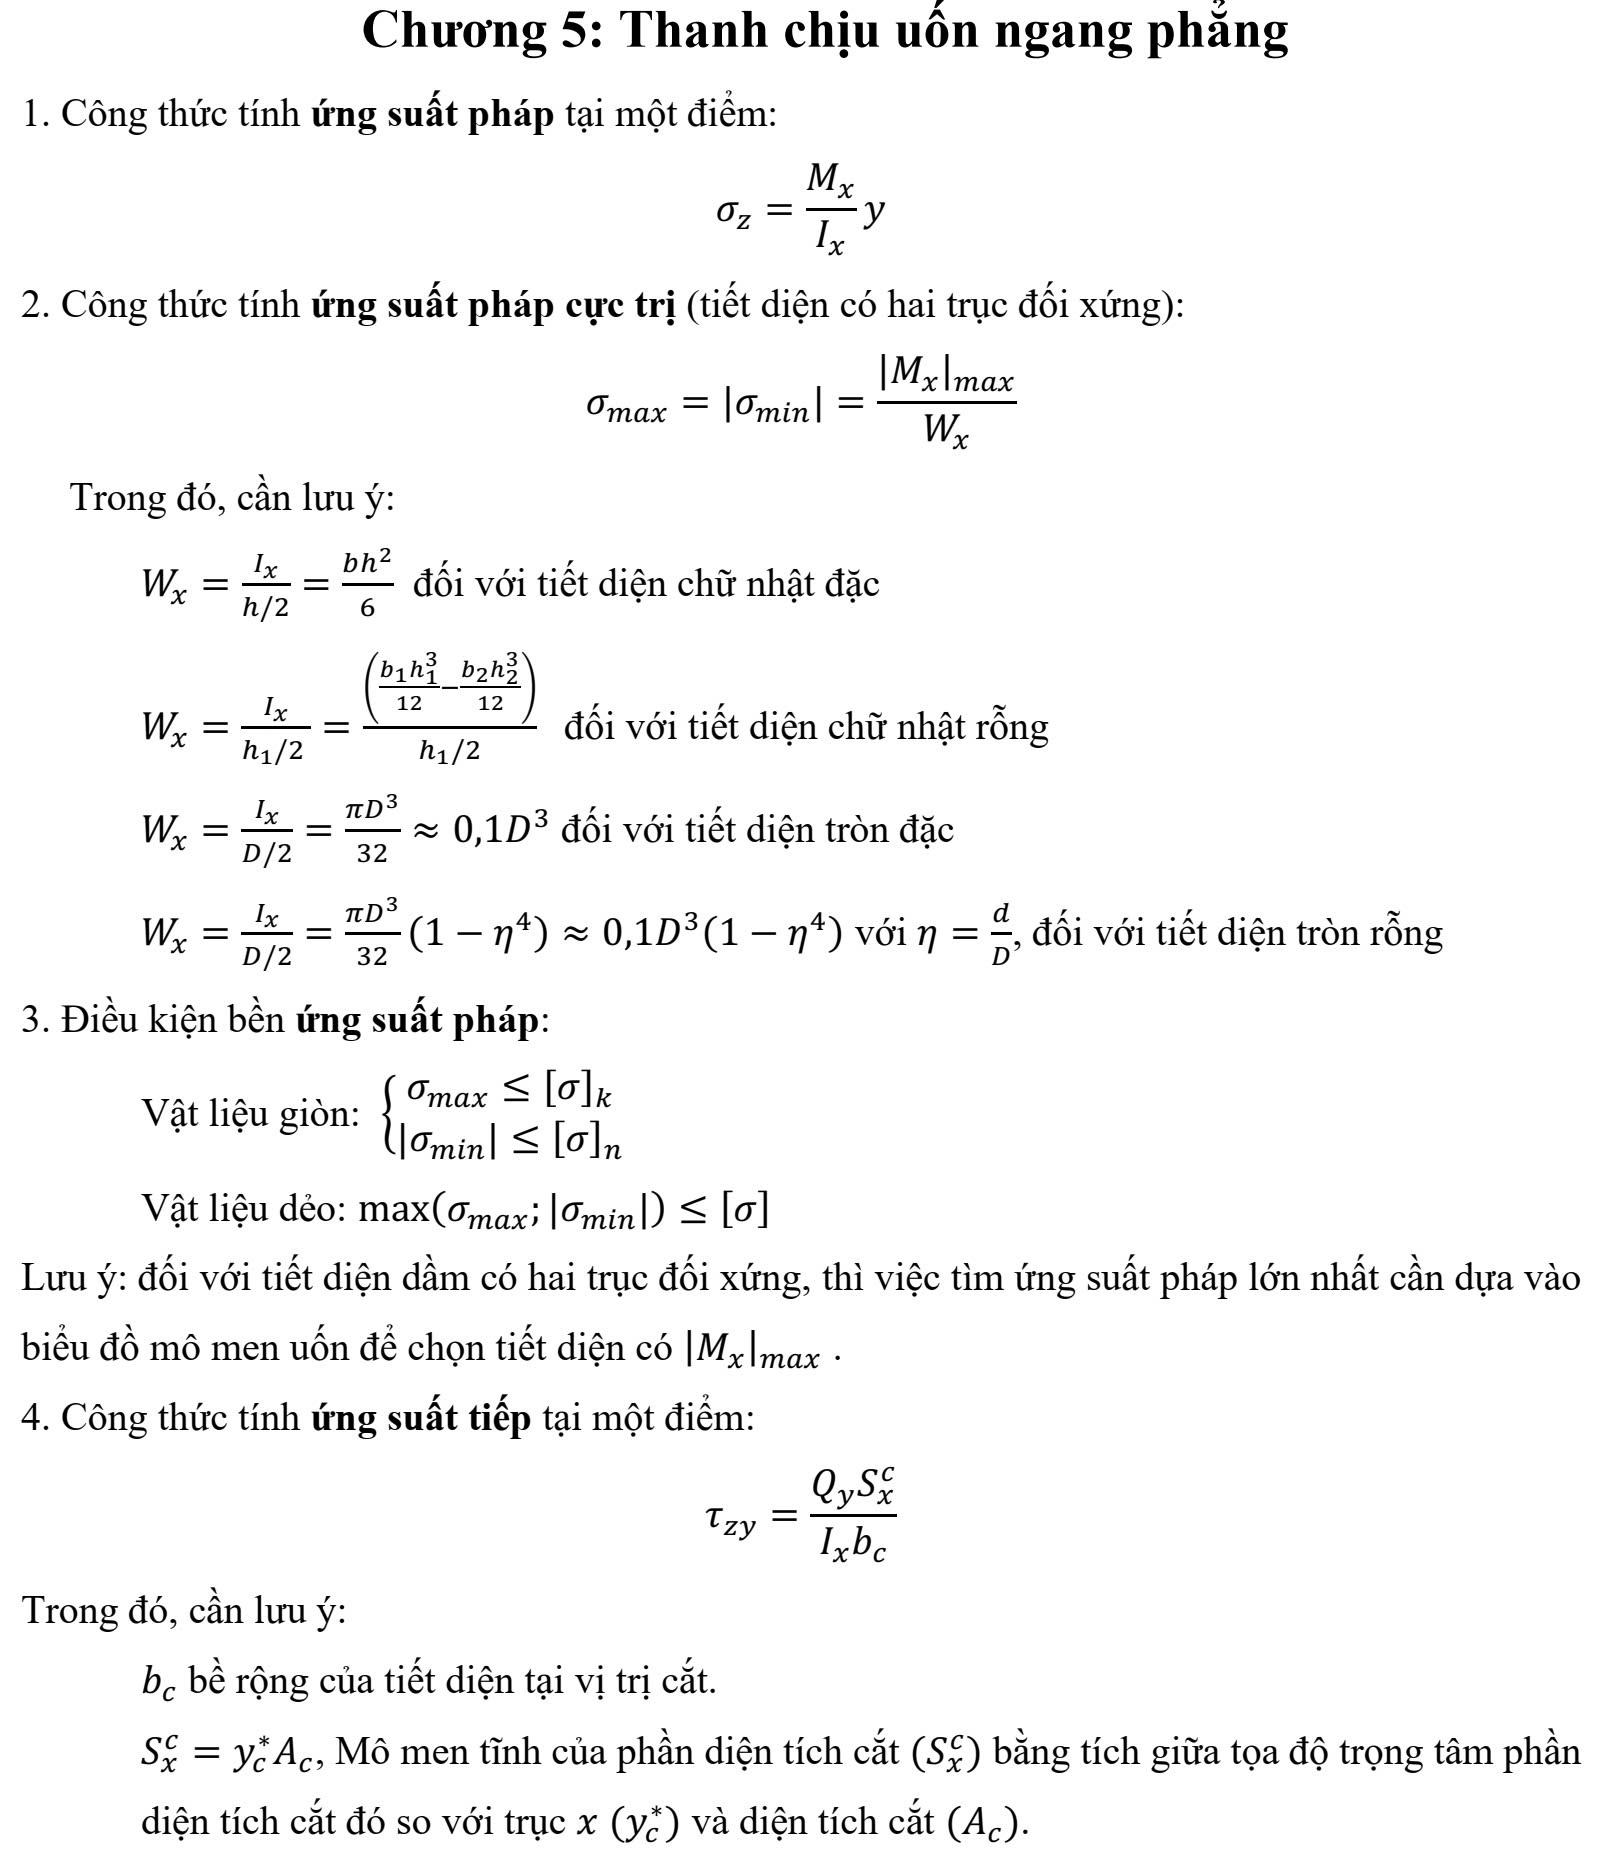 Chương 5: Thanh chịu uốn ngang phẳng
1. Công thức tính ứng suất pháp tại một điểm:
$\sigma_z = \frac{M_x}{I_x} y$
2. Công thức tính ứng suất pháp cực trị (tiết diện có hai trục đối xứng):
$\sigma_{max} = |\sigma_{min}| = \frac{|M_x|_{max}}{W_x}$
Trong đó, cần lưu ý:
$W_x = \frac{I_x}{h/2} = \frac{bh^2}{6}$ đối với tiết diện chữ nhật đặc
$W_x = \frac{I_x}{h_1/2} = \frac{\left(\frac{b_1h_1^3}{12} - \frac{b_2h_2^3}{12}\right)}{h_1/2}$ đối với tiết diện chữ nhật rỗng
$W_x = \frac{I_x}{D/2} = \frac{\pi D^3}{32} \approx 0,1D^3$ đối với tiết diện tròn đặc
$W_x = \frac{I_x}{D/2} = \frac{\pi D^3}{32}(1 - \eta^4) \approx 0,1D^3(1 - \eta^4)$ với $\eta = \frac{d}{D}$, đối với tiết diện tròn rỗng
3. Điều kiện bền ứng suất pháp:
Vật liệu giòn: $\begin{cases} \sigma_{max} \leq [\sigma]_k \\ |\sigma_{min}| \leq [\sigma]_n \end{cases}$
Vật liệu dẻo: $\max(\sigma_{max}; |\sigma_{min}|) \leq [\sigma]$
Lưu ý: đối với tiết diện dầm có hai trục đối xứng, thì việc tìm ứng suất pháp lớn nhất cần dựa vào
biểu đồ mô men uốn để chọn tiết diện có $|M_x|_{max}$ .
4. Công thức tính ứng suất tiếp tại một điểm:
$\tau_{zy} = \frac{Q_y S_x^c}{I_x b_c}$
Trong đó, cần lưu ý:
$b_c$ bề rộng của tiết diện tại vị trí cắt.
$S_x^c = y_c^* A_c$, Mô men tĩnh của phần diện tích cắt $(S_x^c)$ bằng tích giữa tọa độ trọng tâm phần
diện tích cắt đó so với trục $x$ $(y_c^*)$ và diện tích cắt $(A_c)$.